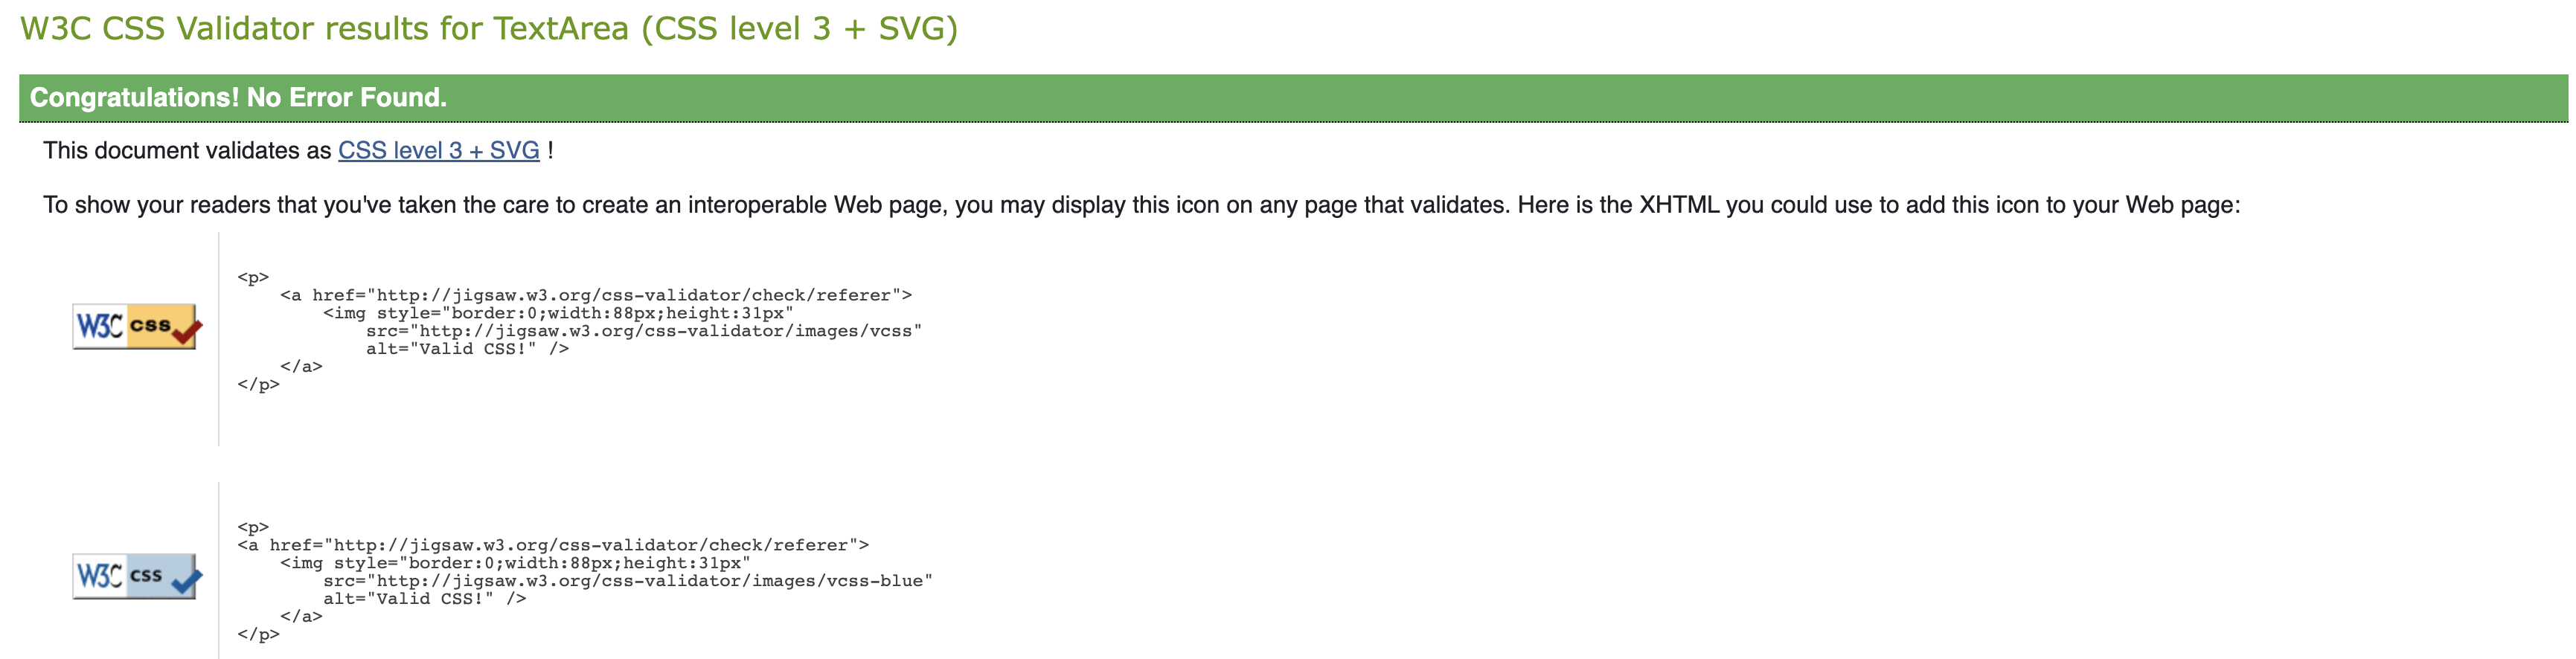 W3C CSS Validator results for TextArea (CSS level 3 + SVG)
Congratulations! No Error Found.
This document validates as CSS level 3 + SVG !
To show your readers that you've taken the care to create an interoperable Web page, you may display this icon on any page that validates. Here is the XHTML you could use to add this icon to your Web page:
W3C css
<p>
    <a href="http://jigsaw.w3.org/css-validator/check/referer">
        <img style="border:0;width:88px;height:31px"
            src="http://jigsaw.w3.org/css-validator/images/vcss"
            alt="Valid CSS!" />
    </a>
</p>
W3C css
<p>
<a href="http://jigsaw.w3.org/css-validator/check/referer">
    <img style="border:0;width:88px;height:31px"
        src="http://jigsaw.w3.org/css-validator/images/vcss-blue"
        alt="Valid CSS!" />
    </a>
</p>